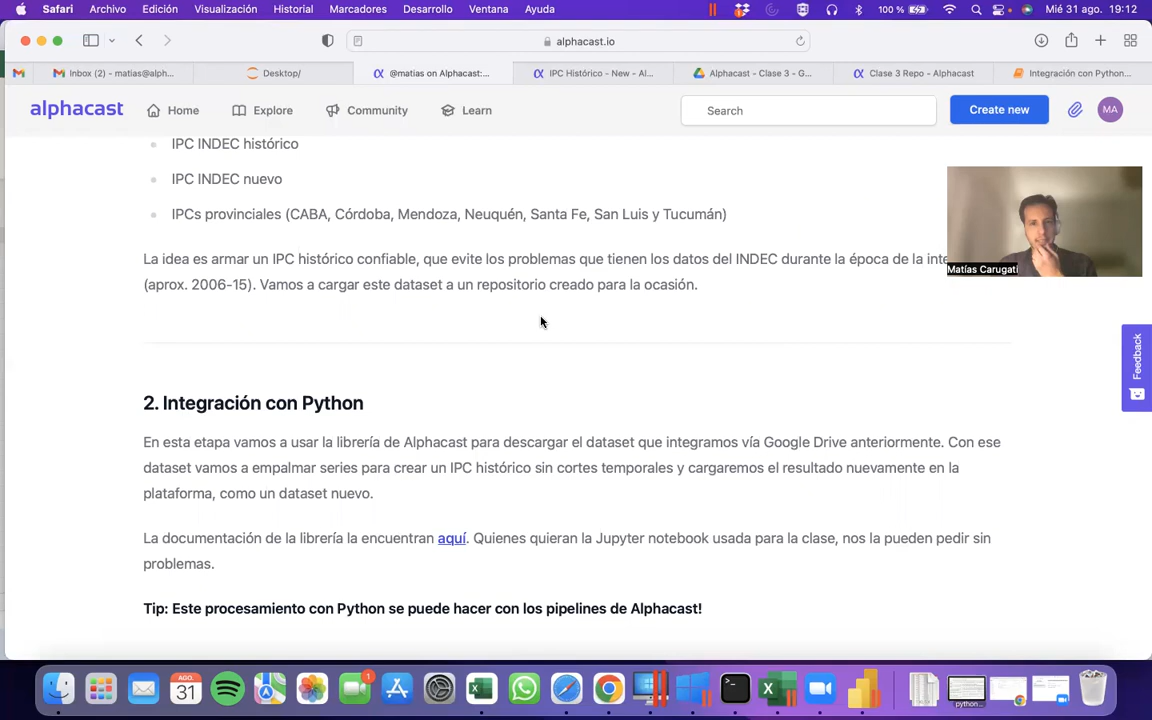 Safari Archivo Edición Visualización Historial Marcadores Desarrollo Ventana Ayuda 100 % Mié 31 ago. 19:12
alphacast.io
Inbox (2) - matias@alph... Desktop/ @matias on Alphacast:... IPC Histórico - New - Al... Alphacast - Clase 3 - G... Clase 3 Repo - Alphacast Integración con Python...
alphacast Home Explore Community Learn Search Create new MA
IPC INDEC histórico
IPC INDEC nuevo
IPCs provinciales (CABA, Córdoba, Mendoza, Neuquén, Santa Fe, San Luis y Tucumán)
La idea es armar un IPC histórico confiable, que evite los problemas que tienen los datos del INDEC durante la época de la inte
(aprox. 2006-15). Vamos a cargar este dataset a un repositorio creado para la ocasión.
Matías Carugati
Feedback
2. Integración con Python
En esta etapa vamos a usar la librería de Alphacast para descargar el dataset que integramos vía Google Drive anteriormente. Con ese
dataset vamos a empalmar series para crear un IPC histórico sin cortes temporales y cargaremos el resultado nuevamente en la
plataforma, como un dataset nuevo.
La documentación de la librería la encuentran aquí. Quienes quieran la Jupyter notebook usada para la clase, nos la pueden pedir sin
problemas.
Tip: Este procesamiento con Python se puede hacer con los pipelines de Alphacast!
AGO.
31
1
python...